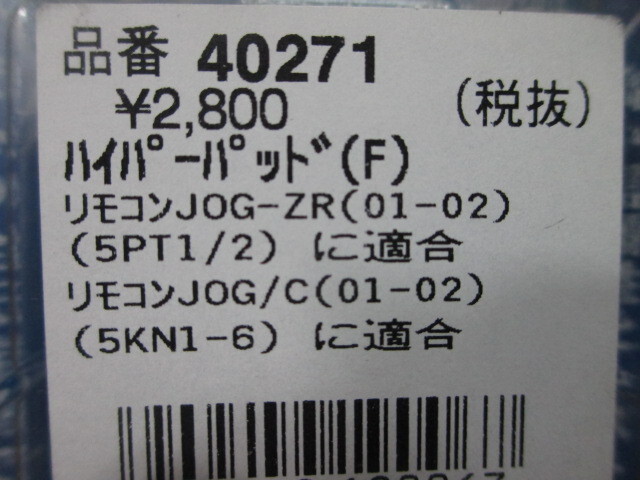 品番 40271
¥2,800 (税抜)
ﾊｲﾊﾟｰﾊﾟｯﾄﾞ(F)
リモコンJOG-ZR(01-02)
(5PT1/2) に適合
リモコンJOG/C(01-02)
(5KN1-6) に適合